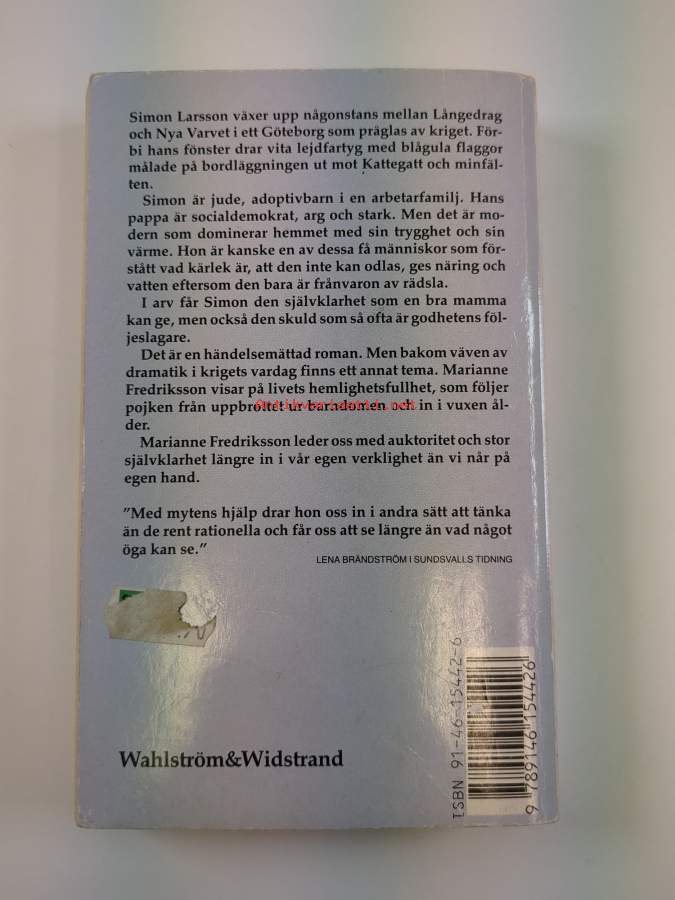 Simon Larsson växer upp någonstans mellan Långedrag
och Nya Varvet i ett Göteborg som präglas av kriget. För-
bi hans fönster drar vita lejdfartyg med blågula flaggor
målade på bordläggningen ut mot Kattegatt och minfäl-
ten.
Simon är jude, adoptivbarn i en arbetarfamilj. Hans
pappa är socialdemokrat, arg och stark. Men det är mo-
dern som dominerar hemmet med sin trygghet och sin
värme. Hon är kanske en av dessa få människor som för-
stått vad kärlek är, att den inte kan odlas, ges näring och
vatten eftersom den bara är frånvaron av rädsla.
I arv får Simon den självklarhet som en bra mamma
kan ge, men också den skuld som så ofta är godhetens föl-
jeslagare.
Det är en händelsemättad roman. Men bakom väven av
dramatik i krigets vardag finns ett annat tema. Marianne
Fredriksson visar på livets hemlighetsfullhet, som följer
pojken från uppbrottet ur barndomen och in i vuxen ål-
der.
Marianne Fredriksson leder oss med auktoritet och stor
självklarhet längre in i vår egen verklighet än vi når på
egen hand.
”Med mytens hjälp drar hon oss in i andra sätt att tänka
än de rent rationella och får oss att se längre än vad något
öga kan se.”
LENA BRÄNDSTRÖM I SUNDSVALLS TIDNING
Wahlström&Widstrand
ISBN 91-46-15442-6
9 789146 154426